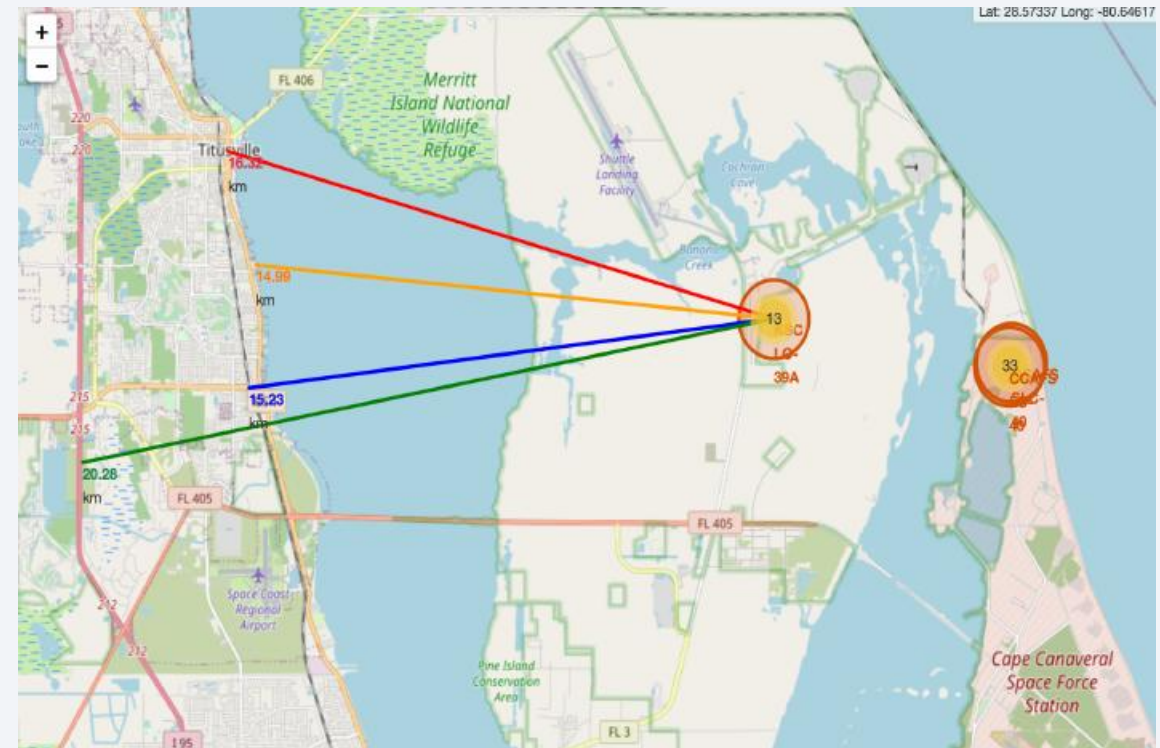 Lat: 28.57337 Long: -80.64617
+
−
FL 406
Merritt
Island National
Wildlife
Refuge
220
220
Titusville
16.32
km
Shuttle
Landing
Facility
Cochran
Cove
Banana
Creek
14.99
km
13
LC-
39A
33
15.23
km
215
215
20.28
km
FL 405
FL 405
Space Coast
Regional
Airport
212
212
Pine Island
Conservation
Area
Cape Canaveral
Space Force
Station
FL 3
I 95